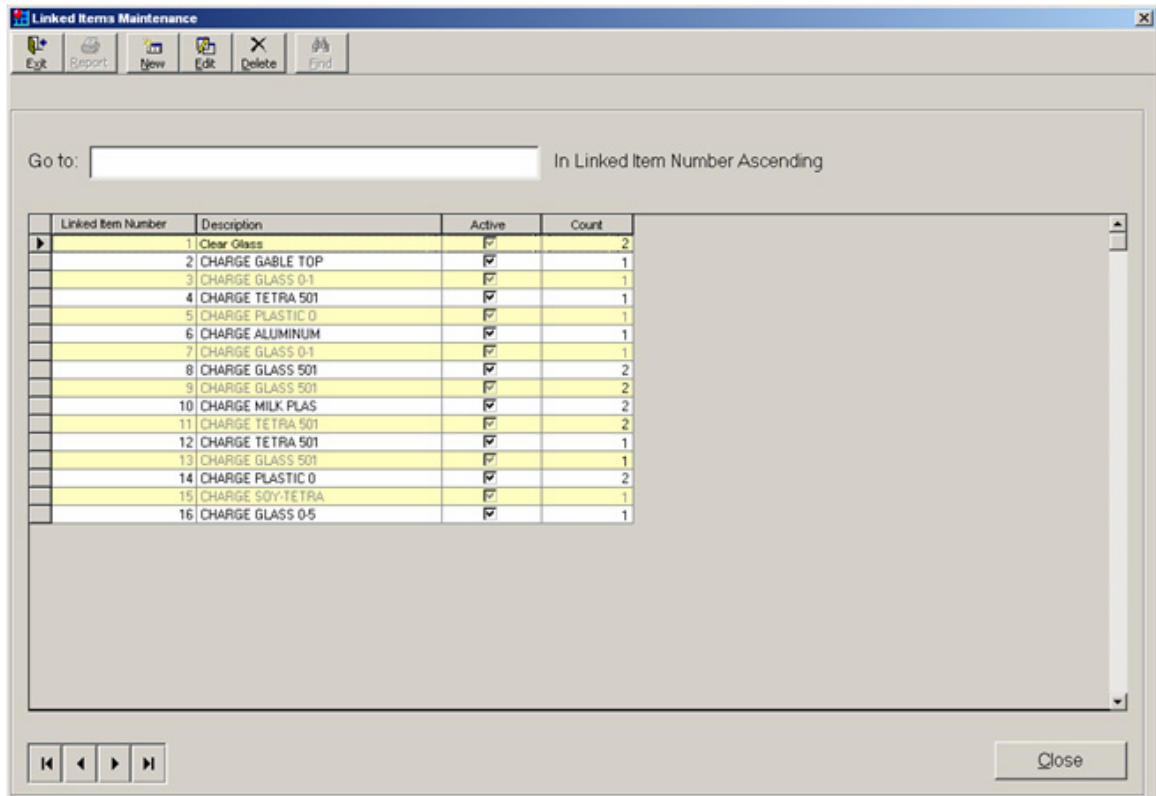 Linked Items Maintenance
Exit Report New Edit Delete Find
Go to: In Linked Item Number Ascending
Linked Item Number Description Active Count
1 Clear Glass 2
2 CHARGE GABLE TOP 1
3 CHARGE GLASS 0-1 1
4 CHARGE TETRA 501 1
5 CHARGE PLASTIC 0 1
6 CHARGE ALUMINUM 1
7 CHARGE GLASS 0-1 1
8 CHARGE GLASS 501 2
9 CHARGE GLASS 501 2
10 CHARGE MILK PLAS 2
11 CHARGE TETRA 501 2
12 CHARGE TETRA 501 1
13 CHARGE GLASS 501 1
14 CHARGE PLASTIC 0 2
15 CHARGE SOY-TETRA 1
16 CHARGE GLASS 0-5 1
Close